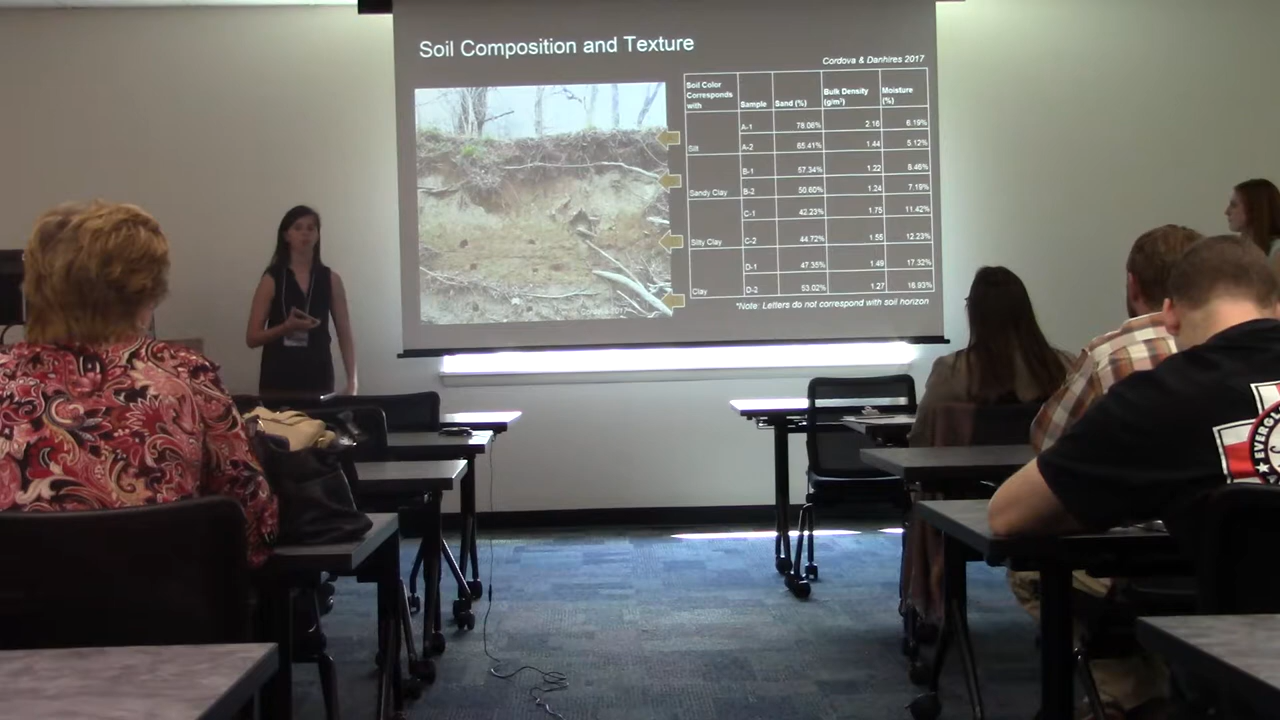 Soil Composition and Texture
Cordova & Danhires 2017
Soil Color Corresponds with Sample Sand (%) Bulk Density (g/m³) Moisture (%)
A-1 78.06% 2.16 6.19%
Silt A-2 65.41% 1.44 5.12%
B-1 57.34% 1.22 8.46%
Sandy Clay B-2 50.60% 1.24 7.19%
C-1 42.23% 1.75 11.42%
Silty Clay C-2 44.72% 1.55 12.23%
D-1 47.35% 1.49 17.32%
Clay D-2 53.02% 1.27 18.93%
*Note: Letters do not correspond with soil horizon